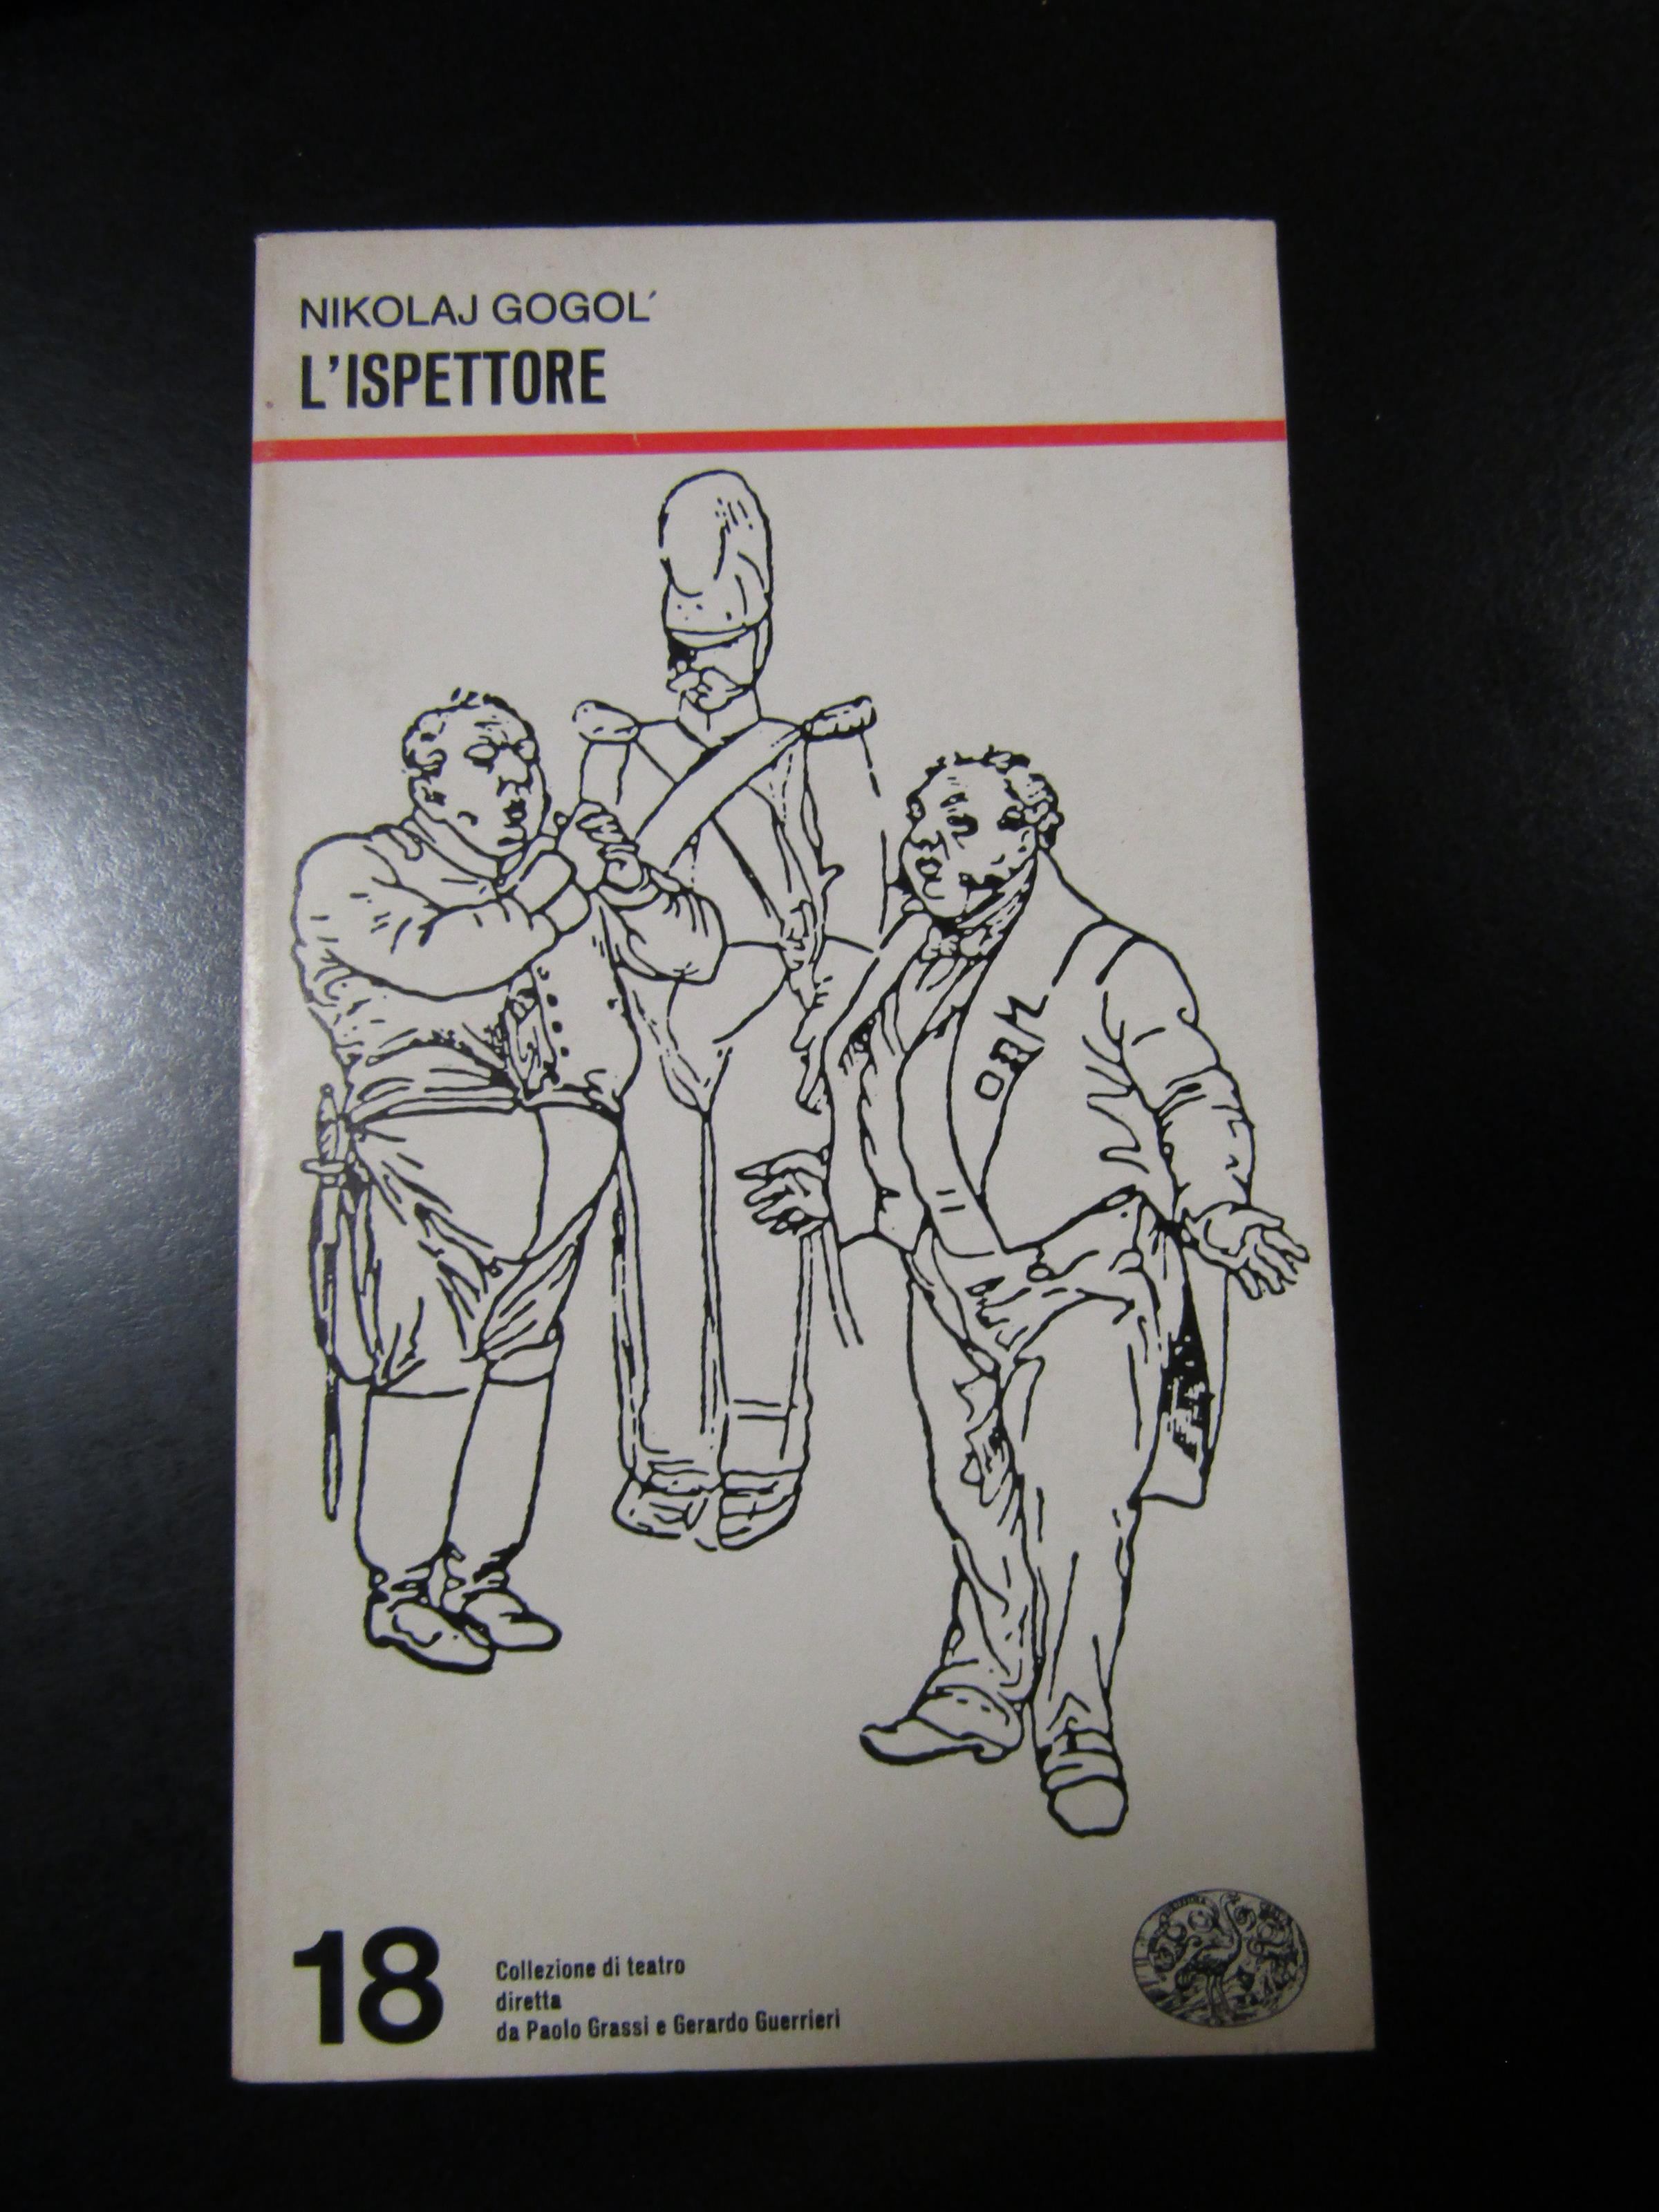 NIKOLAJ GOGOL´
L'ISPETTORE
18
Collezione di teatro
diretta
da Paolo Grassi e Gerardo Guerrieri